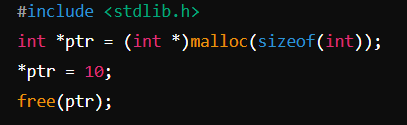 #include <stdlib.h>
int *ptr = (int *)malloc(sizeof(int));
*ptr = 10;
free(ptr);